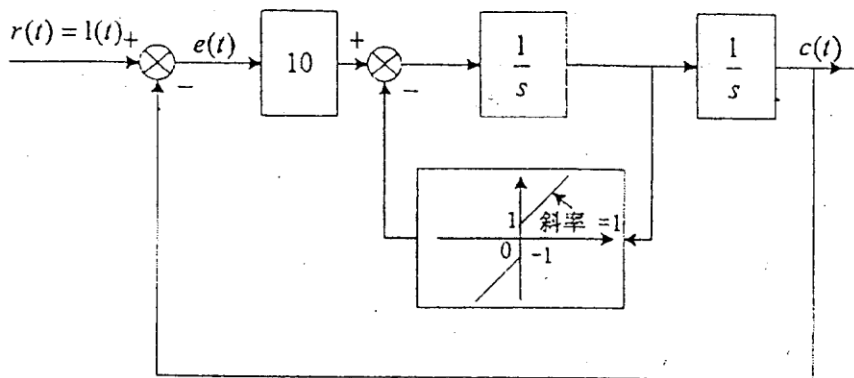 r(t) = 1(t)
+
−
e(t)
10
+
−
1
s
1
s
c(t)
1
斜率 =1
0
-1